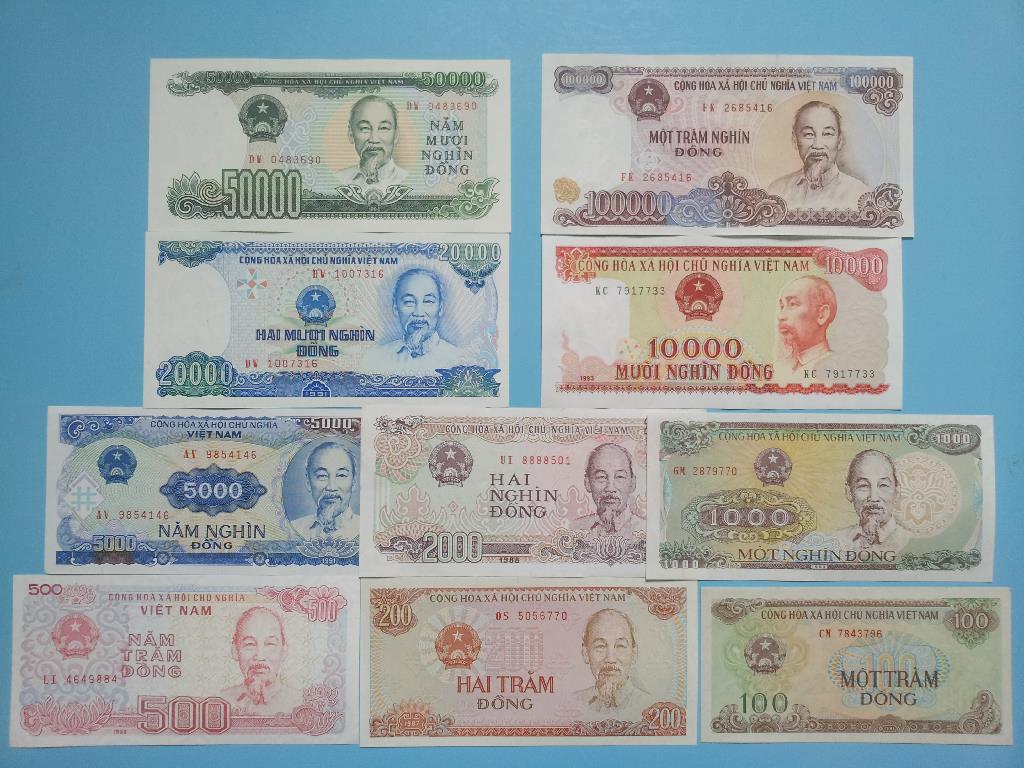 50000
50000
CỘNG HÒA XÃ HỘI CHỦ NGHĨA VIỆT NAM
DW 0483690
NĂM
MƯƠI
NGHÌN
ĐỒNG
DW 0483690
50000
100000
100000
CỘNG HÒA XÃ HỘI CHỦ NGHĨA VIỆT NAM
FK 2685416
MỘT TRĂM NGHÌN
ĐỒNG
FK 2685416
100000
20000
CỘNG HÒA XÃ HỘI CHỦ NGHĨA VIỆT NAM
DW 1007316
HAI MƯƠI NGHÌN
ĐỒNG
DW 1007316
20000
1991
CỘNG HÒA XÃ HỘI CHỦ NGHĨA VIỆT NAM
10000
KC 7917733
10000
MƯỜI NGHÌN ĐỒNG
1993
KC 7917733
CỘNG HÒA XÃ HỘI CHỦ NGHĨA
VIỆT NAM
5000
AV 9854146
5000
AV 9854146
NĂM NGHÌN
ĐỒNG
5000
1991
CỘNG HÒA XÃ HỘI CHỦ NGHĨA VIỆT NAM
UI 8888501
HAI
NGHÌN
ĐỒNG
2000
1988
CỘNG HÒA XÃ HỘI CHỦ NGHĨA VIỆT NAM
1000
GM 2879770
1000
MỘT NGHÌN ĐỒNG
1000
500
CỘNG HÒA XÃ HỘI CHỦ NGHĨA
VIỆT NAM
500
NĂM
TRĂM
ĐỒNG
LI 4649884
500
1988
200
CỘNG HÒA XÃ HỘI CHỦ NGHĨA VIỆT NAM
OS 5056770
200
HAI TRĂM
ĐỒNG
1987
200
CỘNG HÒA XÃ HỘI CHỦ NGHĨA VIỆT NAM
100
CM 7843796
100
MỘT TRĂM
ĐỒNG
100